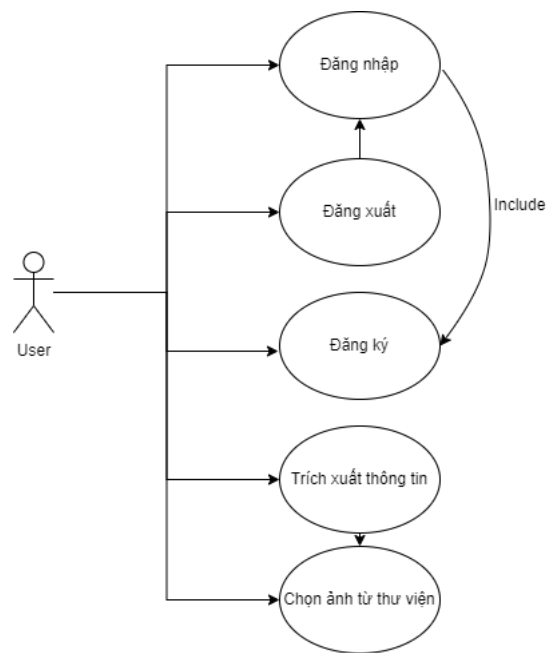 Đăng nhập
Đăng xuất
Include
User
Đăng ký
Trích xuất thông tin
Chọn ảnh từ thư viện